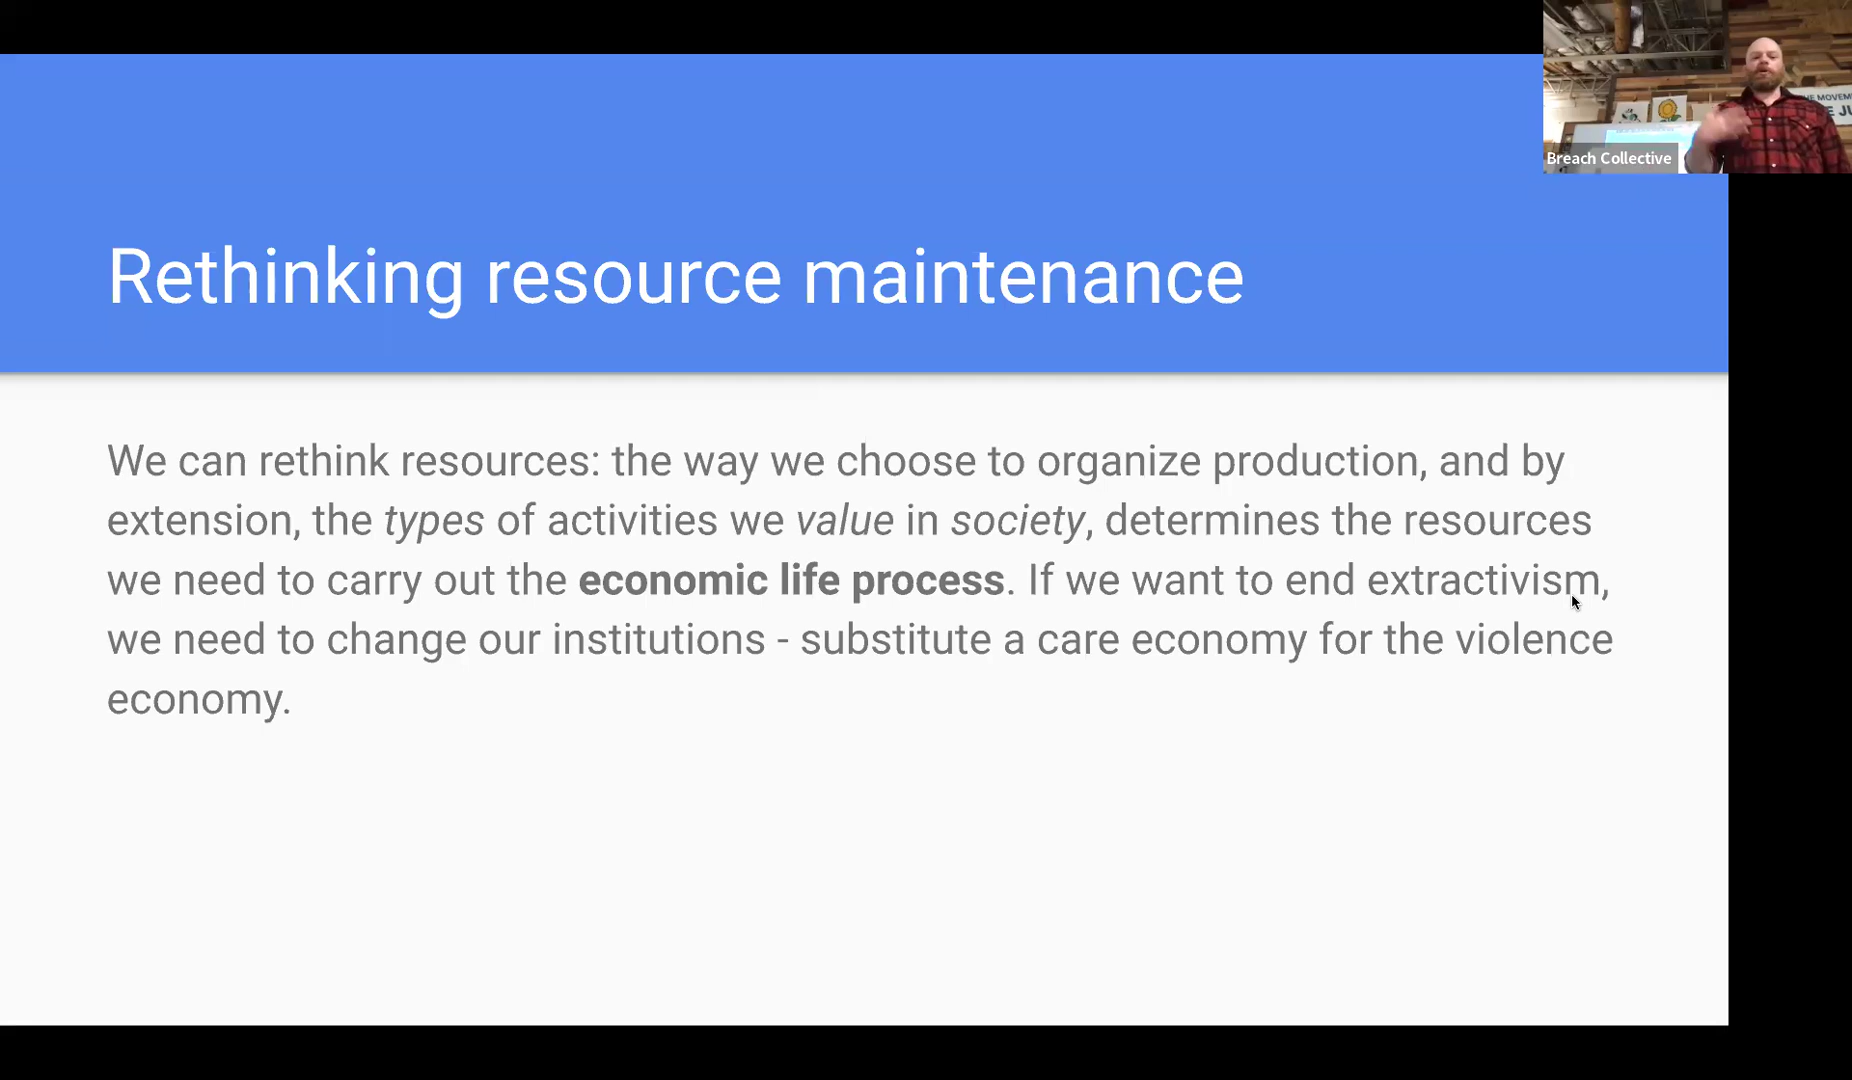 Breach Collective
Rethinking resource maintenance
We can rethink resources: the way we choose to organize production, and by
extension, the types of activities we value in society, determines the resources
we need to carry out the economic life process. If we want to end extractivism,
we need to change our institutions - substitute a care economy for the violence
economy.